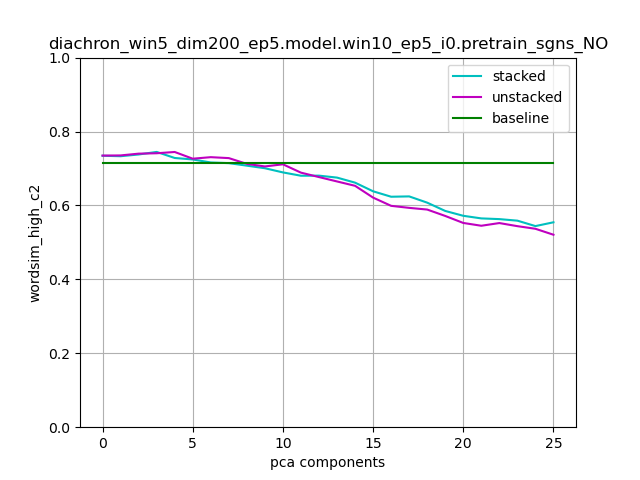 diachron_win5_dim200_ep5.model.win10_ep5_i0.pretrain_sgns_NO
stacked
unstacked
baseline
wordsim_high_c2
1.0
0.8
0.6
0.4
0.2
0.0
0 5 10 15 20 25
pca components